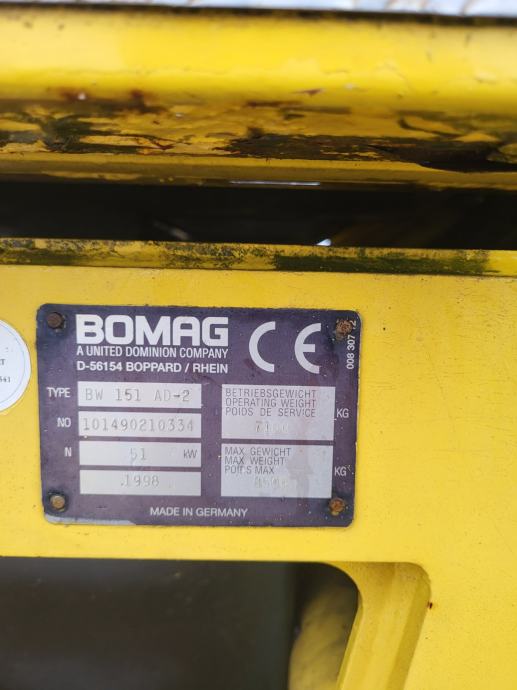 BOMAG
A UNITED DOMINION COMPANY
D-56154 BOPPARD / RHEIN
CE
008 307 12
TYPE BW 151 AD-2
NO 101490210334
N 51 kW
1998
BETRIEBSGEWICHT
OPERATING WEIGHT
POIDS DE SERVICE
KG
MAX GEWICHT
MAX WEIGHT
POIDS MAX
KG
MADE IN GERMANY